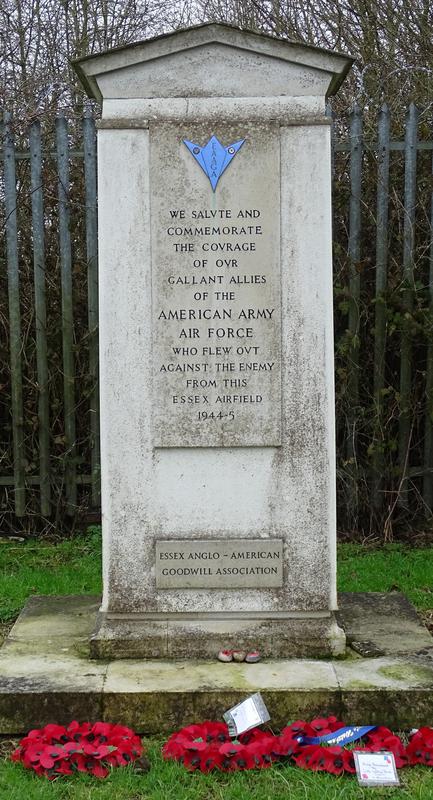 EAAGA
WE SALVTE AND
COMMEMORATE
THE COVRAGE
OF OVR
GALLANT ALLIES
OF THE
AMERICAN ARMY
AIR FORCE
WHO FLEW OVT
AGAINST THE ENEMY
FROM THIS
ESSEX AIRFIELD
1944-5
ESSEX ANGLO - AMERICAN
GOODWILL ASSOCIATION